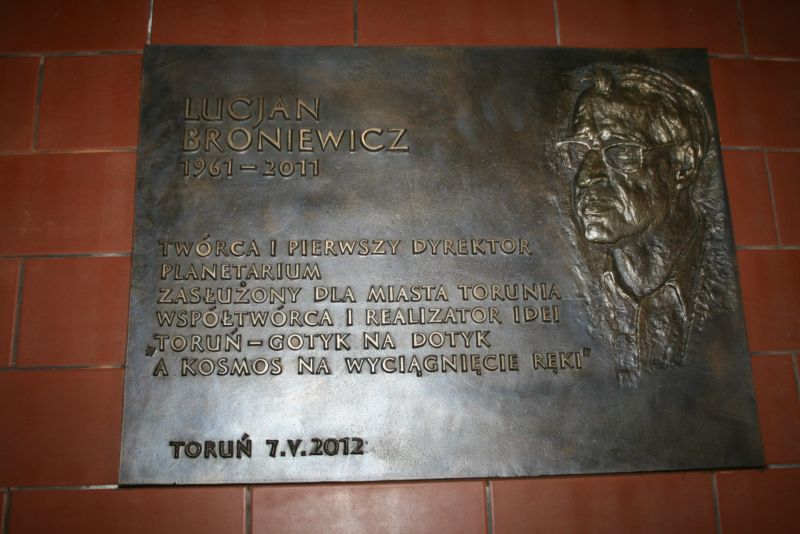 LUCJAN
BRONIEWICZ
1961-2011
TWÓRCA I PIERWSZY DYREKTOR
PLANETARIUM
ZASŁUŻONY DLA MIASTA TORUNIA
WSPÓŁTWÓRCA I REALIZATOR IDEI
„TORUŃ-GOTYK NA DOTYK
A KOSMOS NA WYCIĄGNIĘCIE RĘKI”
TORUŃ 7.V.2012